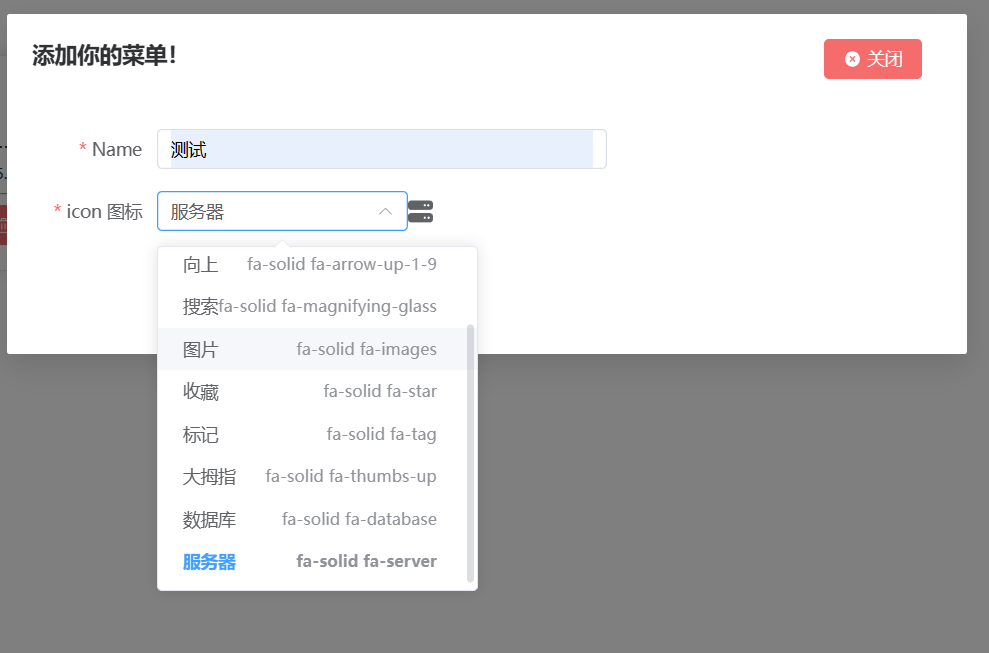 添加你的菜单!
关闭
* Name 测试
* icon 图标 服务器
向上 fa-solid fa-arrow-up-1-9
搜索fa-solid fa-magnifying-glass
图片 fa-solid fa-images
收藏 fa-solid fa-star
标记 fa-solid fa-tag
大拇指 fa-solid fa-thumbs-up
数据库 fa-solid fa-database
服务器 fa-solid fa-server